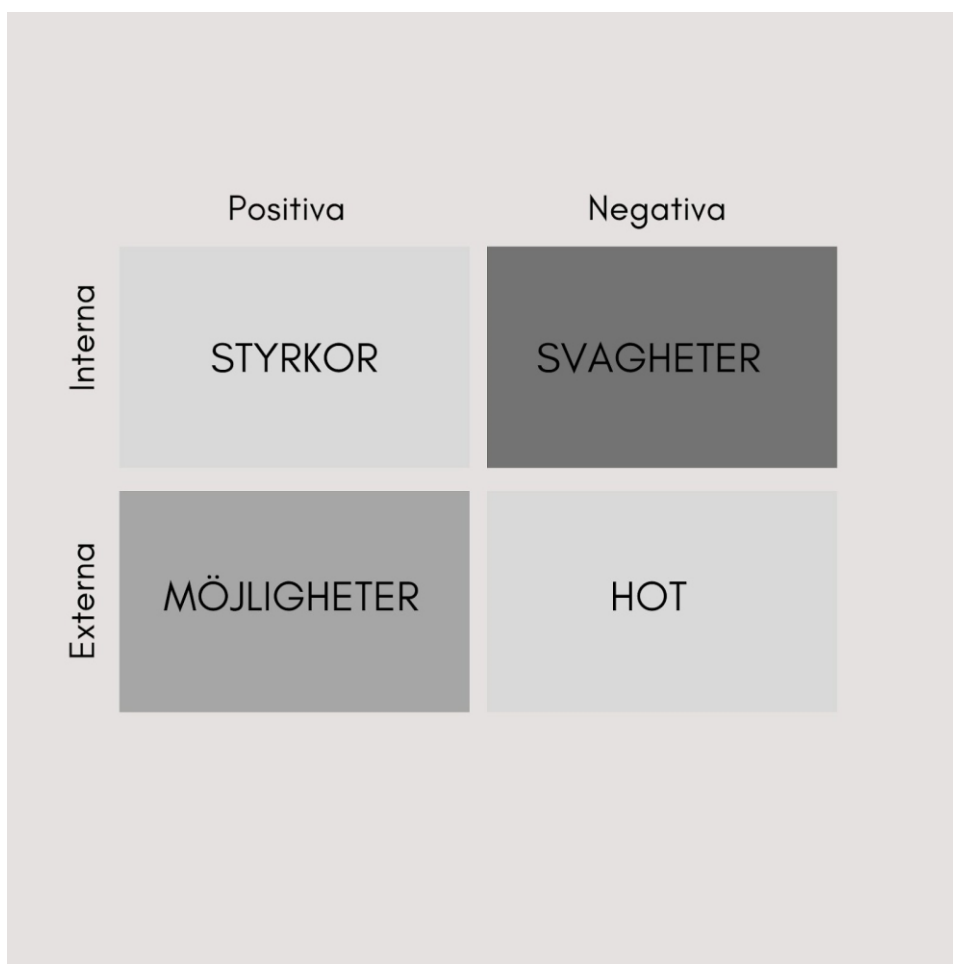 Positiva
Negativa
Interna
STYRKOR
SVAGHETER
Externa
MÖJLIGHETER
HOT